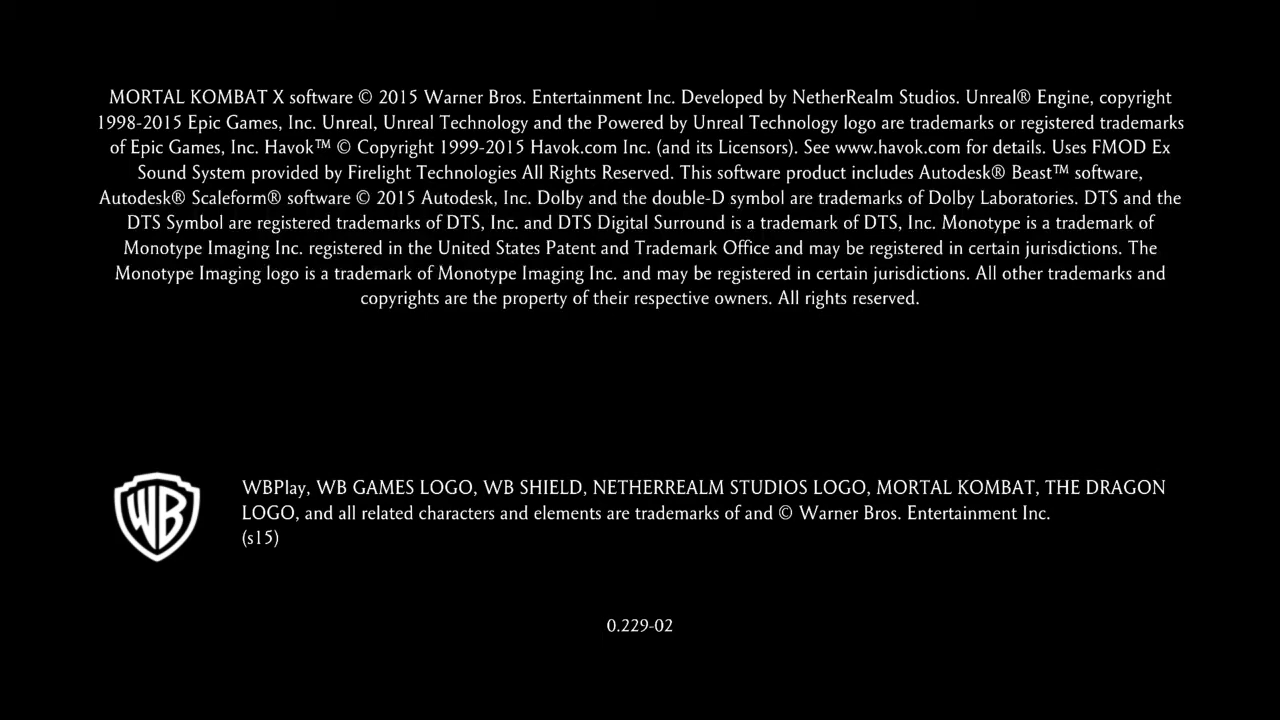 MORTAL KOMBAT X software © 2015 Warner Bros. Entertainment Inc. Developed by NetherRealm Studios. Unreal® Engine, copyright
1998-2015 Epic Games, Inc. Unreal, Unreal Technology and the Powered by Unreal Technology logo are trademarks or registered trademarks
of Epic Games, Inc. Havok™ © Copyright 1999-2015 Havok.com Inc. (and its Licensors). See www.havok.com for details. Uses FMOD Ex
Sound System provided by Firelight Technologies All Rights Reserved. This software product includes Autodesk® Beast™ software,
Autodesk® Scaleform® software © 2015 Autodesk, Inc. Dolby and the double-D symbol are trademarks of Dolby Laboratories. DTS and the
DTS Symbol are registered trademarks of DTS, Inc. and DTS Digital Surround is a trademark of DTS, Inc. Monotype is a trademark of
Monotype Imaging Inc. registered in the United States Patent and Trademark Office and may be registered in certain jurisdictions. The
Monotype Imaging logo is a trademark of Monotype Imaging Inc. and may be registered in certain jurisdictions. All other trademarks and
copyrights are the property of their respective owners. All rights reserved.
WB
WBPlay, WB GAMES LOGO, WB SHIELD, NETHERREALM STUDIOS LOGO, MORTAL KOMBAT, THE DRAGON
LOGO, and all related characters and elements are trademarks of and © Warner Bros. Entertainment Inc.
(s15)
0.229-02